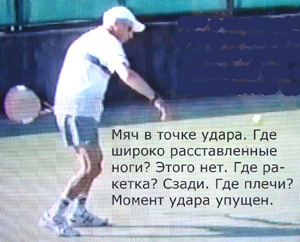 Мяч в точке удара. Где
широко расставленные
ноги? Этого нет. Где ра-
кетка? Сзади. Где плечи?
Момент удара упущен.